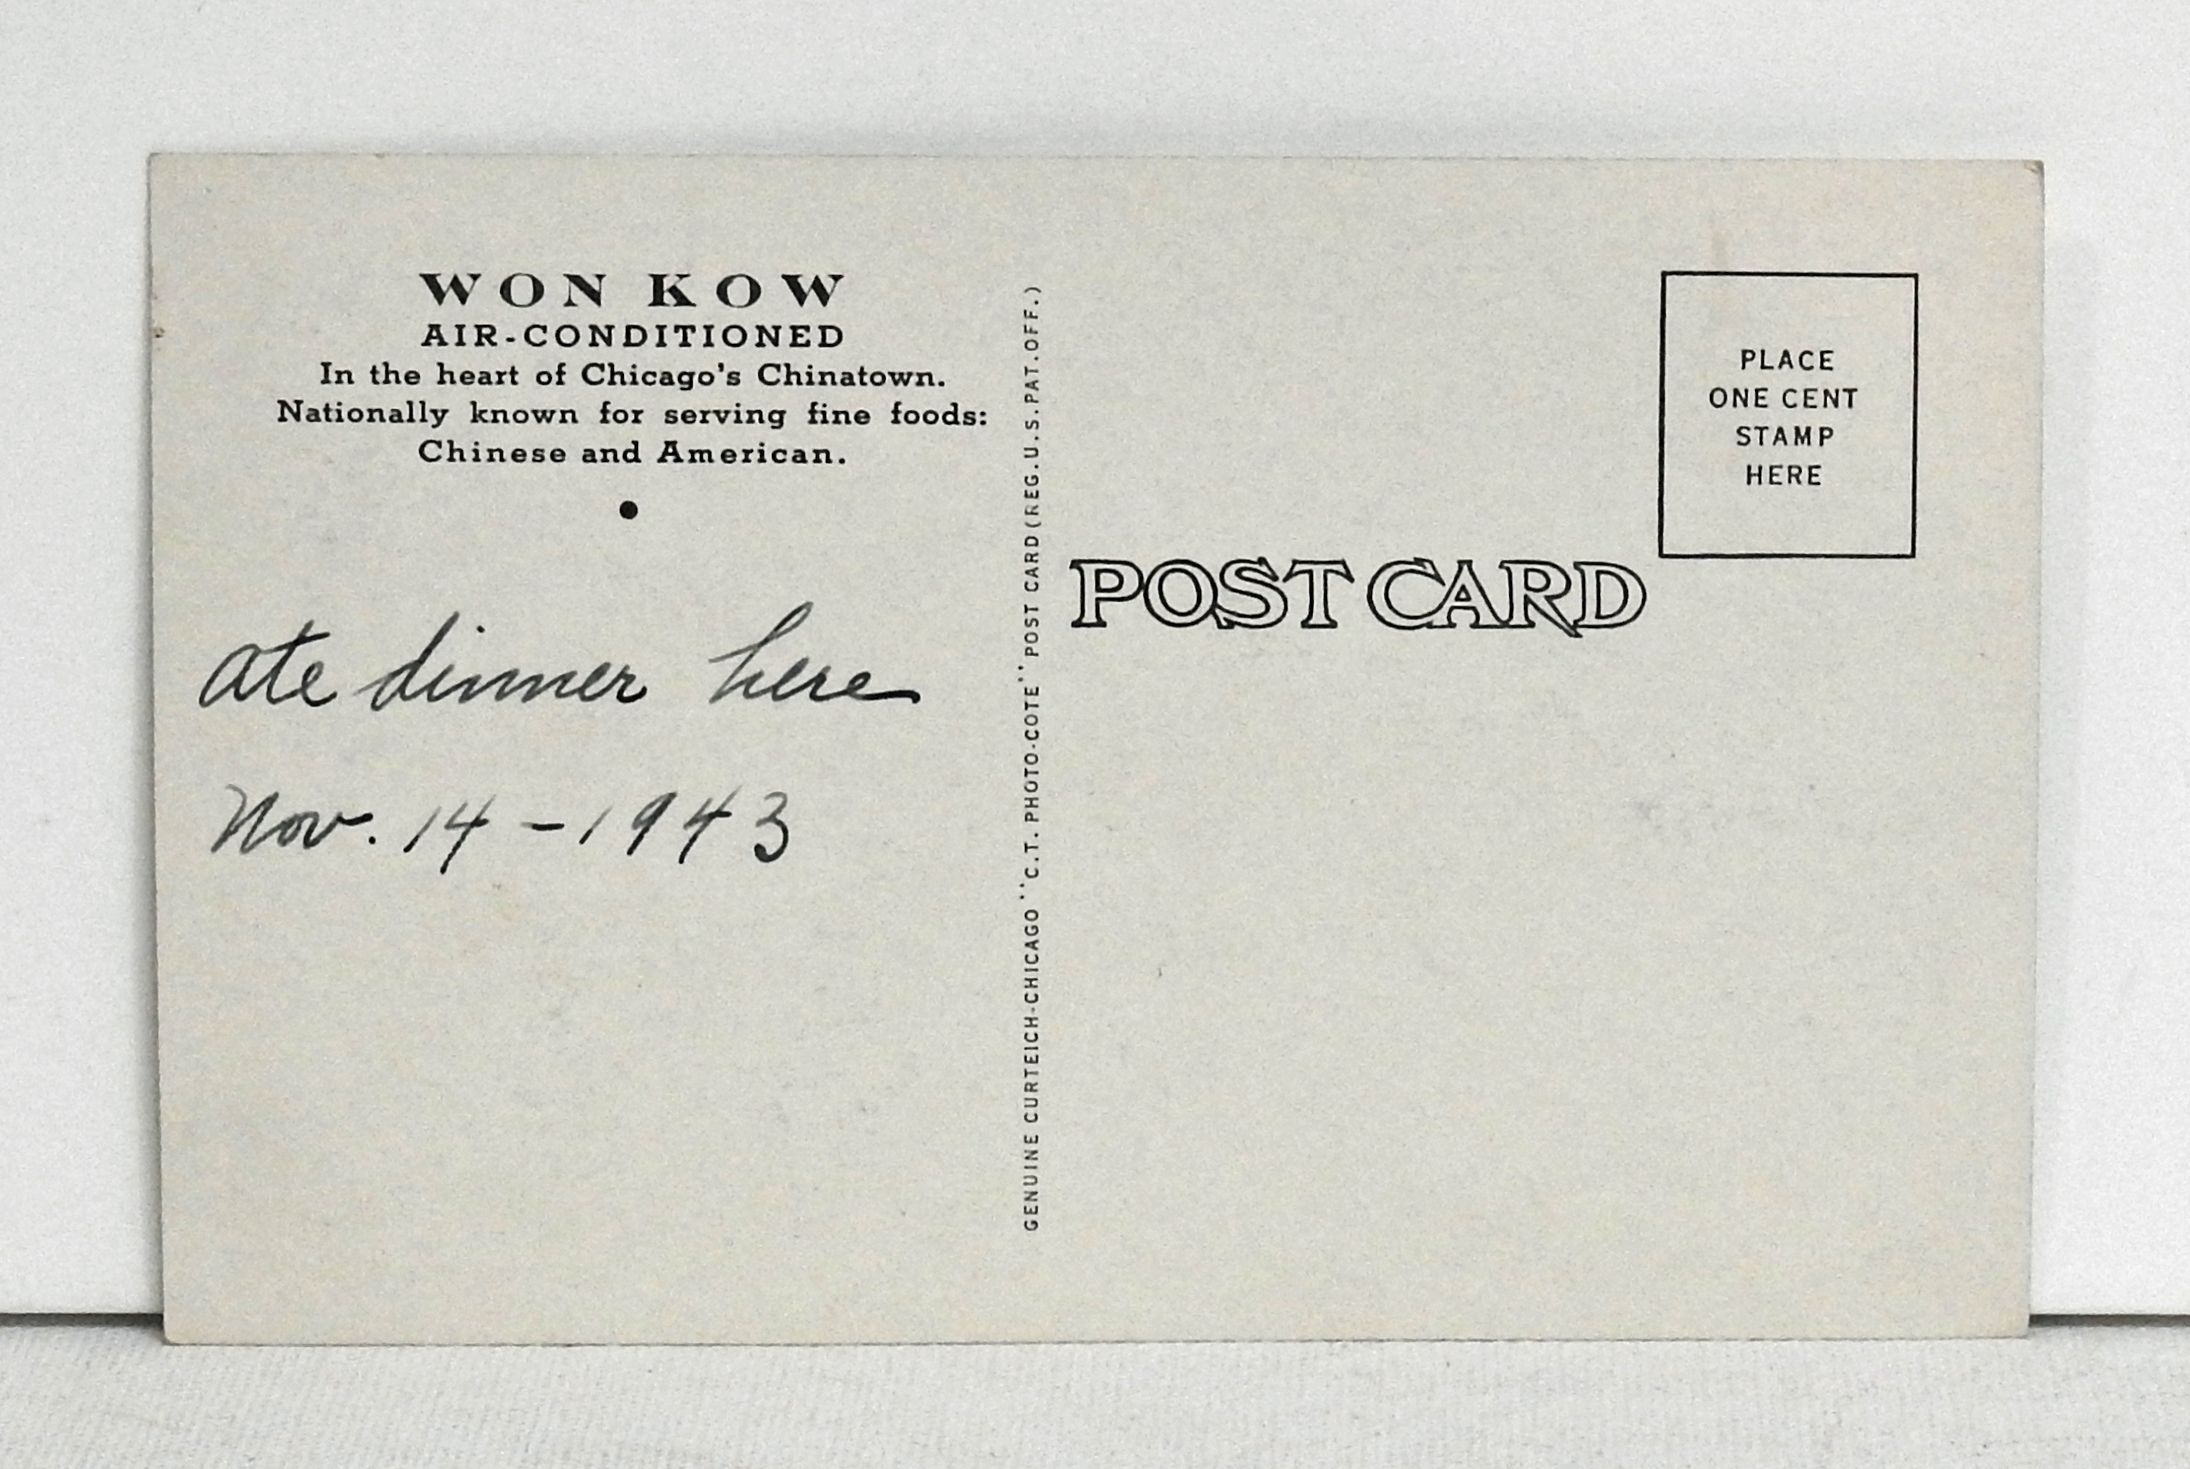 WON KOW
AIR-CONDITIONED
In the heart of Chicago's Chinatown.
Nationally known for serving fine foods:
Chinese and American.
ate dinner here
Nov. 14 - 1943
GENUINE CURTEICH-CHICAGO "C.T. PHOTO-COTE" POST CARD (REG. U.S. PAT. OFF.)
PLACE
ONE CENT
STAMP
HERE
POST CARD